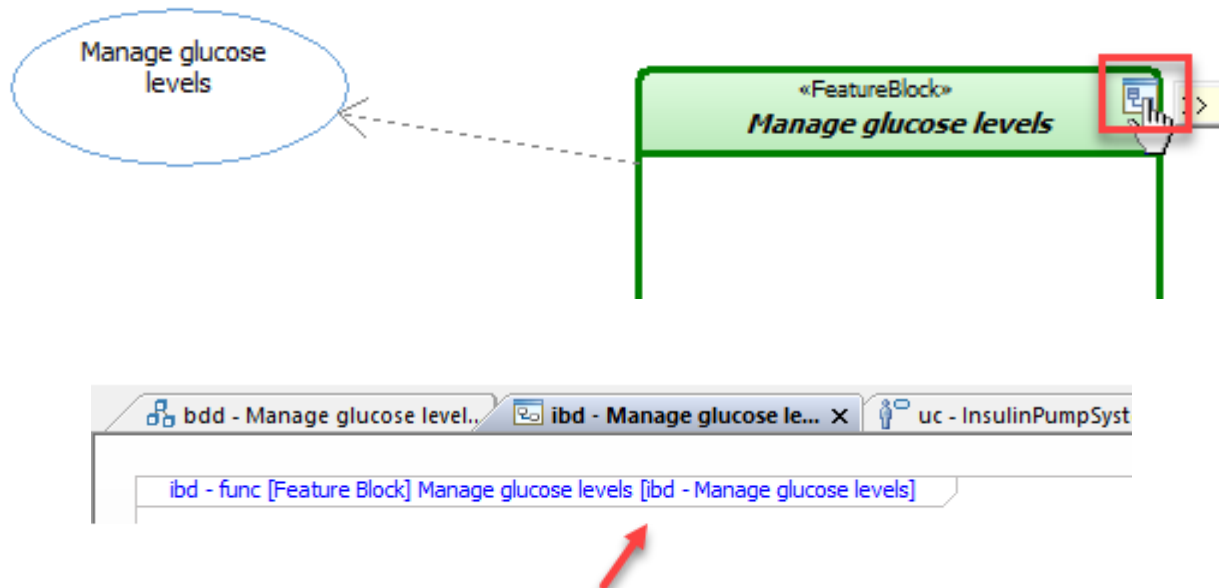 Manage glucose
levels
«FeatureBlock»
Manage glucose levels
>>
bdd - Manage glucose level..
ibd - Manage glucose le... X
uc - InsulinPumpSyst
ibd - func [Feature Block] Manage glucose levels [ibd - Manage glucose levels]